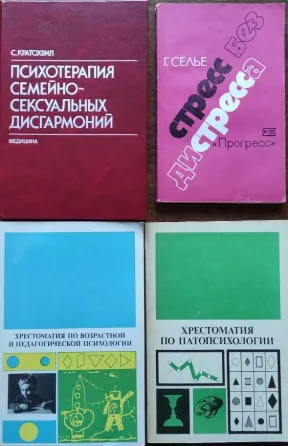 С. КРАТОХВИЛ
ПСИХОТЕРАПИЯ
СЕМЕЙНО-
СЕКСУАЛЬНЫХ
ДИСГАРМОНИЙ
МЕДИЦИНА
Г. СЕЛЬЕ
стресс без
дистресса
«Прогресс»
ХРЕСТОМАТИЯ ПО ВОЗРАСТНОЙ
И ПЕДАГОГИЧЕСКОЙ ПСИХОЛОГИИ
ХРЕСТОМАТИЯ
ПО ПАТОПСИХОЛОГИИ